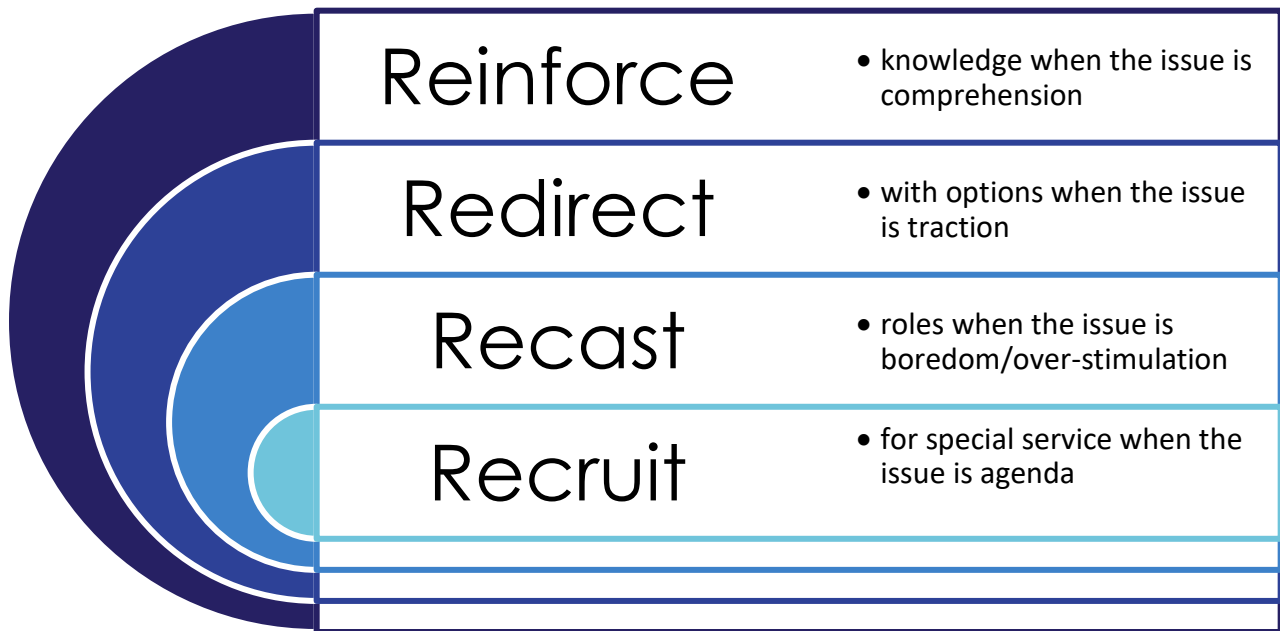 Reinforce
• knowledge when the issue is
comprehension
Redirect
• with options when the issue
is traction
Recast
• roles when the issue is
boredom/over-stimulation
Recruit
• for special service when the
issue is agenda